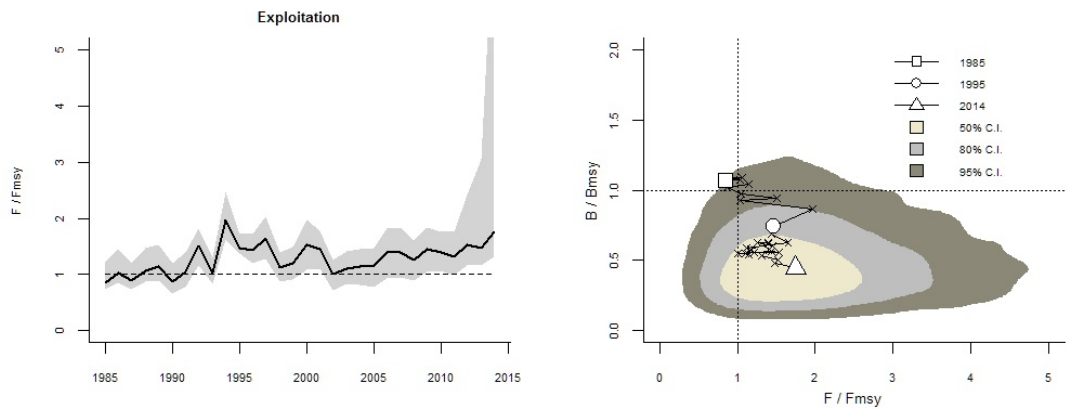 Exploitation
F / Fmsy
5
4
3
2
1
0
1985 1990 1995 2000 2005 2010 2015
B / Bmsy
2.0
1.5
1.0
0.5
0.0
0 1 2 3 4 5
F / Fmsy
1985
1995
2014
50% C.I.
80% C.I.
95% C.I.